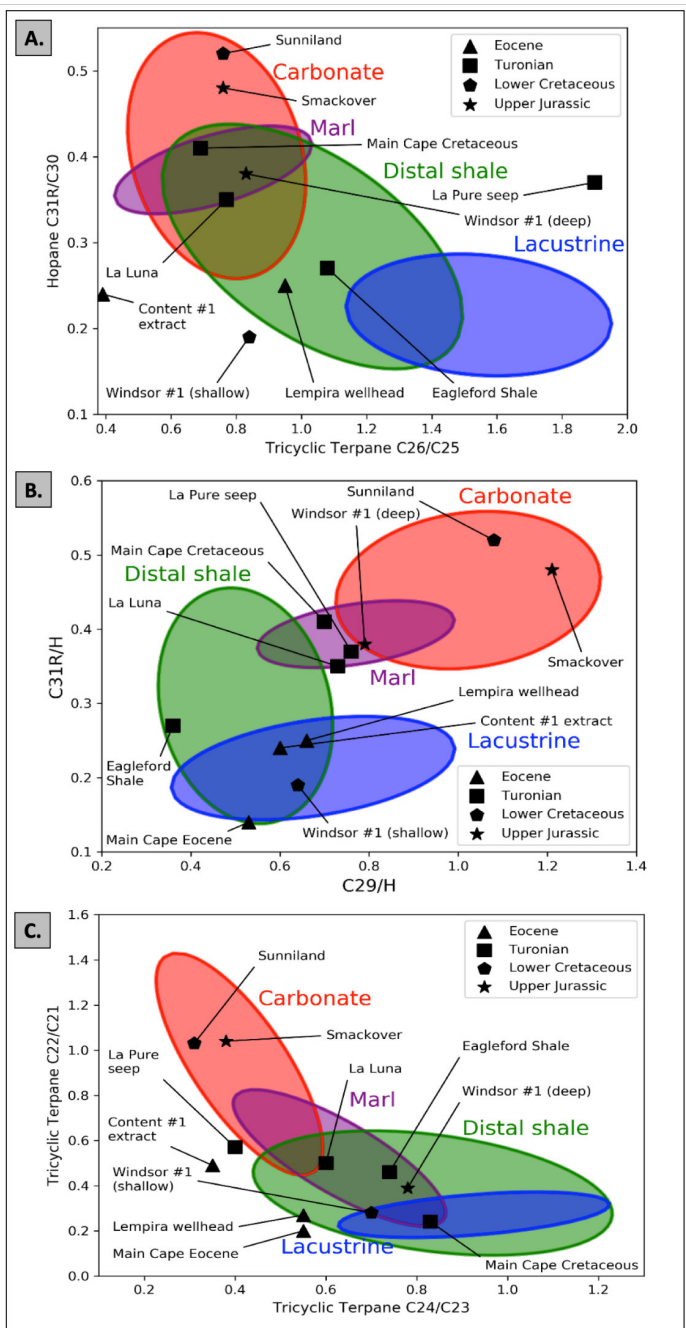 A.
Sunniland
Carbonate
Smackover
Marl
Main Cape Cretaceous
Distal shale
La Pure seep
Windsor #1 (deep)
Lacustrine
La Luna
Content #1
extract
Windsor #1 (shallow)
Lempira wellhead
Eagleford Shale
Eocene
Turonian
Lower Cretaceous
Upper Jurassic
Hopane C31R/C30
0.5
0.4
0.3
0.2
0.1
0.4
0.6
0.8
1.0
1.2
1.4
1.6
1.8
2.0
Tricyclic Terpane C26/C25
B.
Sunniland
La Pure seep
Carbonate
Windsor #1 (deep)
Main Cape Cretaceous
Distal shale
La Luna
Smackover
Marl
Lempira wellhead
Content #1 extract
Lacustrine
Eagleford
Shale
Main Cape Eocene
Windsor #1 (shallow)
Eocene
Turonian
Lower Cretaceous
Upper Jurassic
C31R/H
0.6
0.5
0.4
0.3
0.2
0.1
0.2
0.4
0.6
0.8
1.0
1.2
1.4
C29/H
C.
Sunniland
Carbonate
Smackover
La Pure
seep
Eagleford Shale
La Luna
Content #1
extract
Marl
Windsor #1 (deep)
Distal shale
Windsor #1
(shallow)
Lempira wellhead
Main Cape Eocene
Lacustrine
Main Cape Cretaceous
Eocene
Turonian
Lower Cretaceous
Upper Jurassic
Tricyclic Terpane C22/C21
1.6
1.4
1.2
1.0
0.8
0.6
0.4
0.2
0.0
0.2
0.4
0.6
0.8
1.0
1.2
Tricyclic Terpane C24/C23